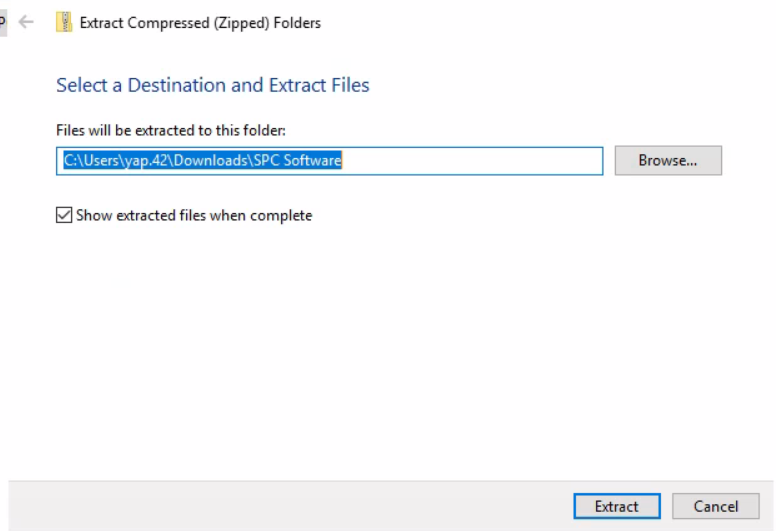 P
Extract Compressed (Zipped) Folders
Select a Destination and Extract Files
Files will be extracted to this folder:
C:\Users\yap.42\Downloads\SPC Software
Browse...
Show extracted files when complete
Extract
Cancel